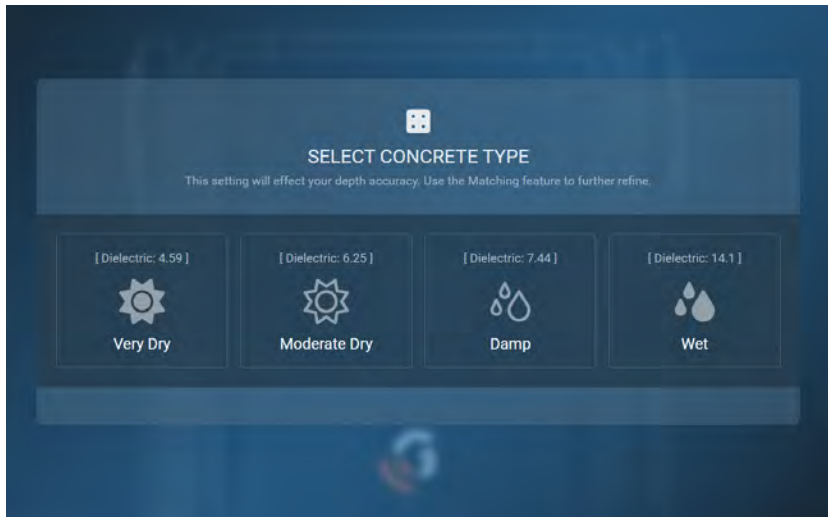 SELECT CONCRETE TYPE
This setting will effect your depth accuracy. Use the Matching feature to further refine.
[ Dielectric: 4.59 ]
Very Dry
[ Dielectric: 6.25 ]
Moderate Dry
[ Dielectric: 7.44 ]
Damp
[ Dielectric: 14.1 ]
Wet